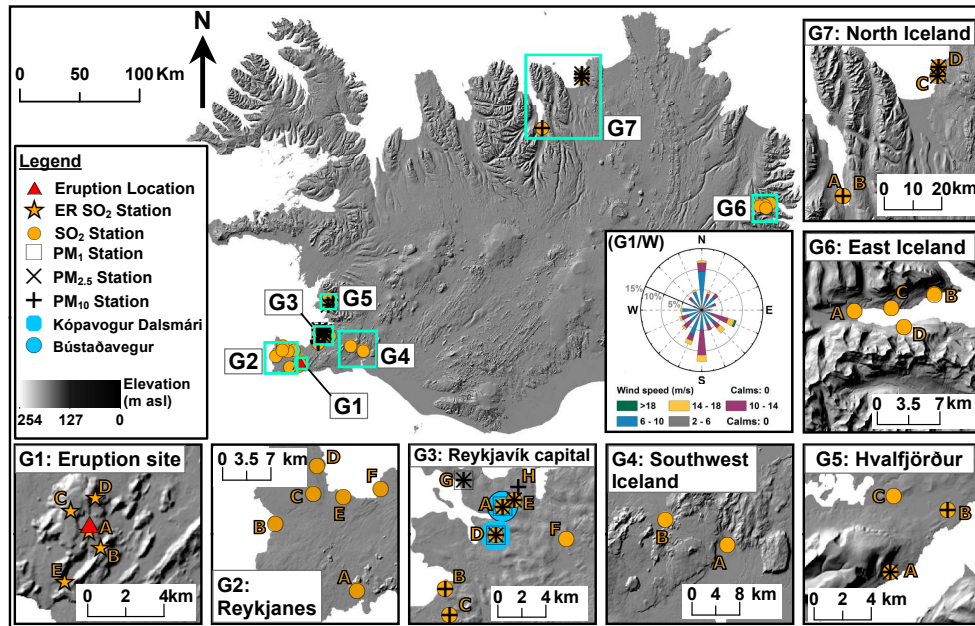 N
0 50 100 Km
Legend
Eruption Location
ER SO₂ Station
SO₂ Station
PM₁ Station
PM₂.₅ Station
PM₁₀ Station
Kópavogur Dalsmári
Bústaðavegur
Elevation
(m asl)
254 127 0
G7
G6
G5
G3
G2
G4
G1
(G1/W)
N
15%
10%
5%
W
E
S
Wind speed (m/s) Calms: 0
>18 14 - 18 10 - 14
6 - 10 2 - 6 Calms: 0
G7: North Iceland
D
C
A B
0 10 20km
G6: East Iceland
A
C
B
D
0 3.5 7
km
G1: Eruption site
D
C
A
B
E
0 2 4km
0 3.5 7 km
D
C
E
F
B
A
G2:
Reykjanes
G3: Reykjavík capital
G
H
A
E
D
F
B
C
0 2 4
km
G4: Southwest
Iceland
B
A
0 4 8
km
G5: Hvalfjörður
C
B
A
0 2 4
km